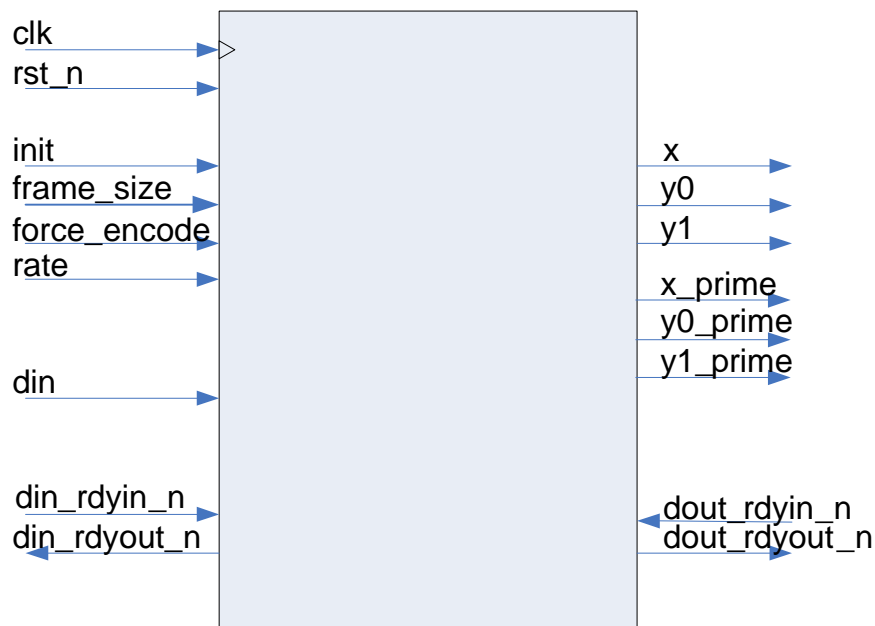 clk
rst_n
init
frame_size
force_encode
rate
din
din_rdyin_n
din_rdyout_n
x
y0
y1
x_prime
y0_prime
y1_prime
dout_rdyin_n
dout_rdyout_n